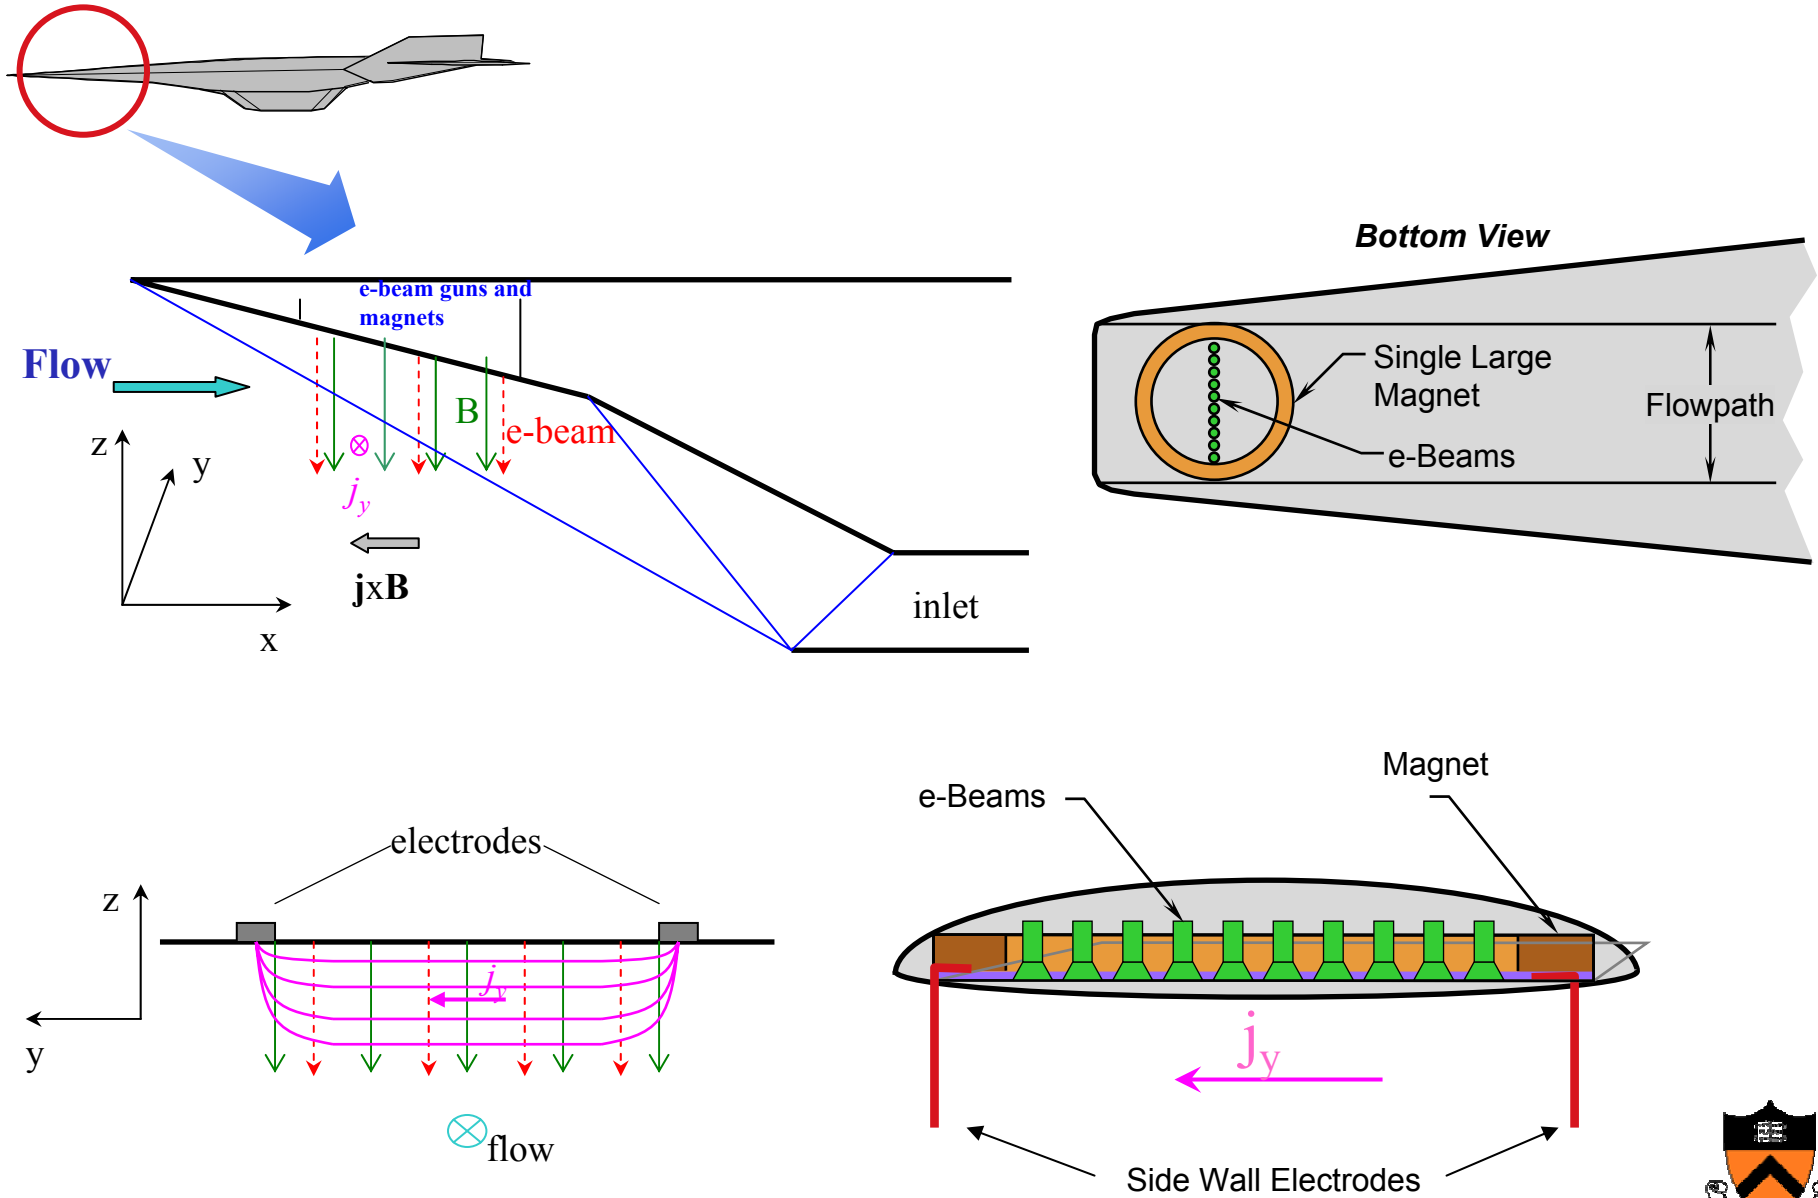 Bottom View
e-beam guns and
magnets
Flow
B
e-beam
z
y
j_y
jxB
x
inlet
Single Large
Magnet
Flowpath
e-Beams
electrodes
z
y
j_y
flow
Magnet
e-Beams
j_y
Side Wall Electrodes